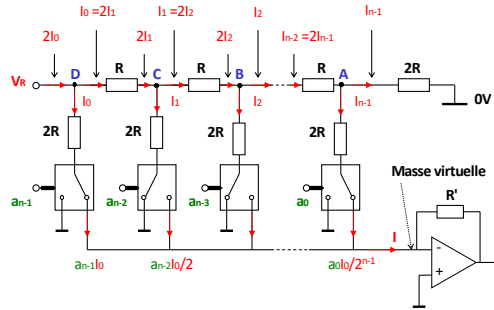 I0 = 2I1 I1 = 2I2 I2 In-1
2I0 2I1 2I2 In-2 = 2In-1
D R C R B R A 2R
VR
I0 I1 I2 In-1 0V
2R 2R 2R 2R
Masse virtuelle
R'
an-1 an-2 an-3 a0
I - +
an-1I0 an-2I0/2 a0I0/2^n-1